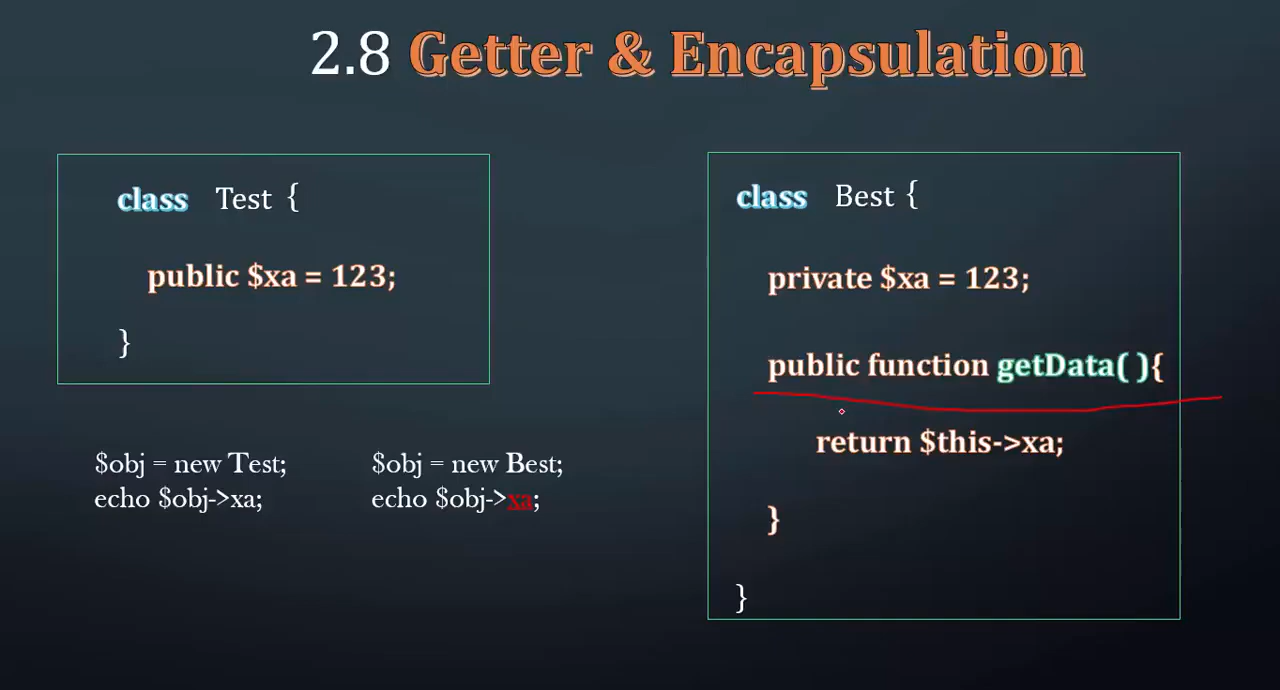 2.8 Getter & Encapsulation
class Test {
public $xa = 123;
}
$obj = new Test;
echo $obj->xa;
$obj = new Best;
echo $obj->xa;
class Best {
private $xa = 123;
public function getData( ){
return $this->xa;
}
}